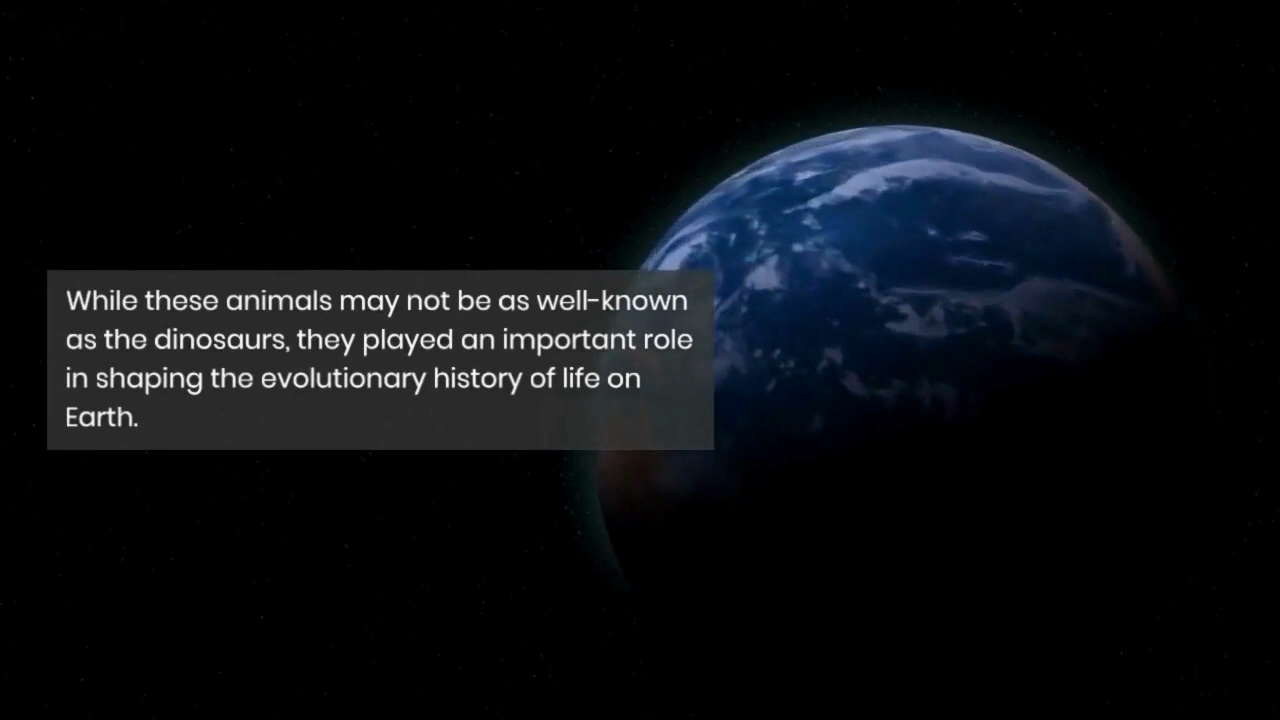 While these animals may not be as well-known
as the dinosaurs, they played an important role
in shaping the evolutionary history of life on
Earth.